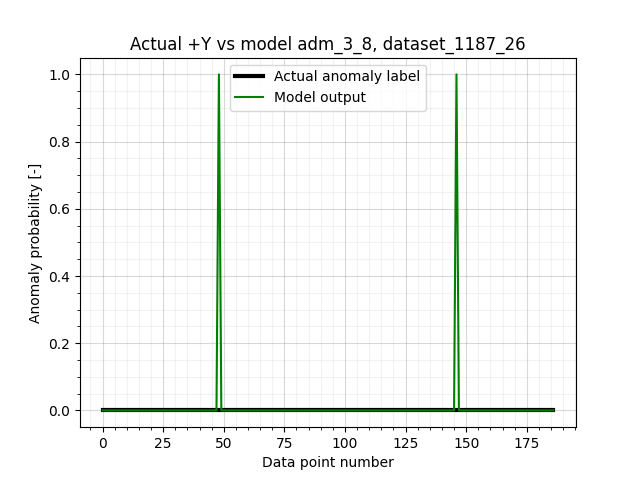 Actual +Y vs model adm_3_8, dataset_1187_26
Actual anomaly label
Model output
Anomaly probability [-]
1.0
0.8
0.6
0.4
0.2
0.0
0 25 50 75 100 125 150 175
Data point number